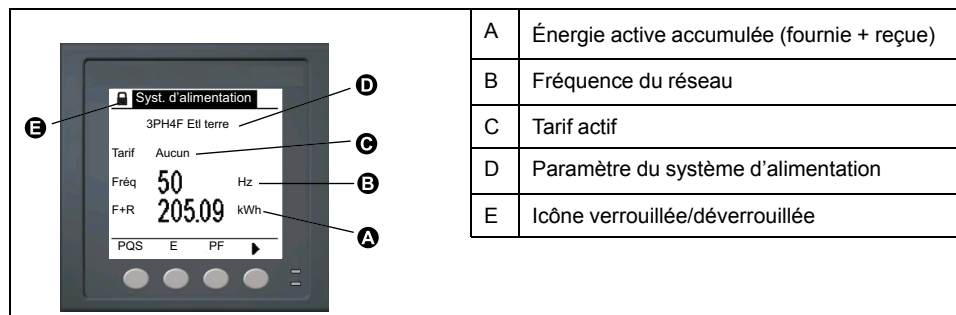 Syst. d'alimentation
3PH4F Etl terre
Tarif Aucun
Fréq 50 Hz
F+R 205.09 kWh
PQS E PF
E
D
C
B
A
A Énergie active accumulée (fournie + reçue)
B Fréquence du réseau
C Tarif actif
D Paramètre du système d’alimentation
E Icône verrouillée/déverrouillée